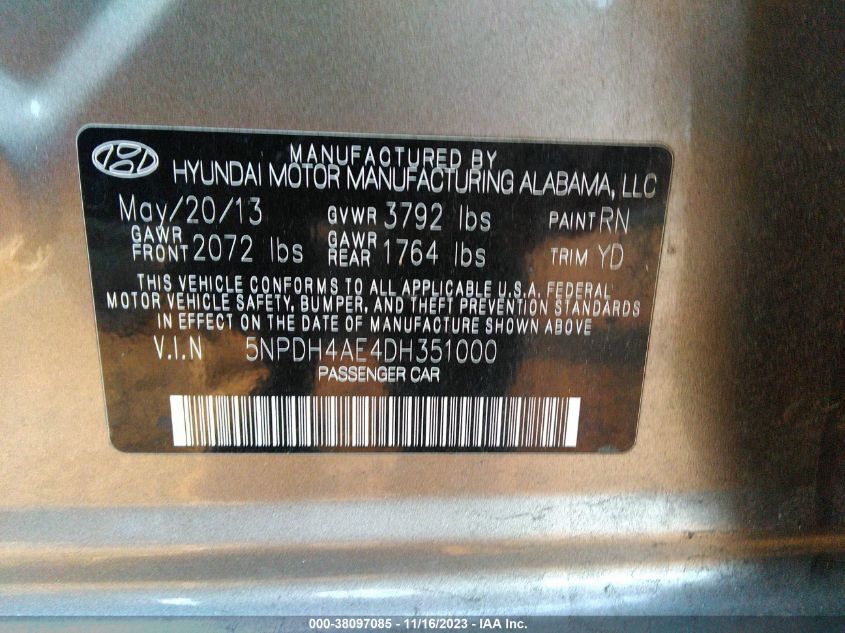 MANUFACTURED BY
HYUNDAI MOTOR MANUFACTURING ALABAMA, LLC
May/20/13 GVWR 3792 lbs PAINT RN
GAWR FRONT 2072 lbs GAWR REAR 1764 lbs TRIM YD
THIS VEHICLE CONFORMS TO ALL APPLICABLE U.S.A. FEDERAL
MOTOR VEHICLE SAFETY, BUMPER, AND THEFT PREVENTION STANDARDS
IN EFFECT ON THE DATE OF MANUFACTURE SHOWN ABOVE
V.I.N 5NPDH4AE4DH351000
PASSENGER CAR
000-38097085 - 11/16/2023 - IAA Inc.